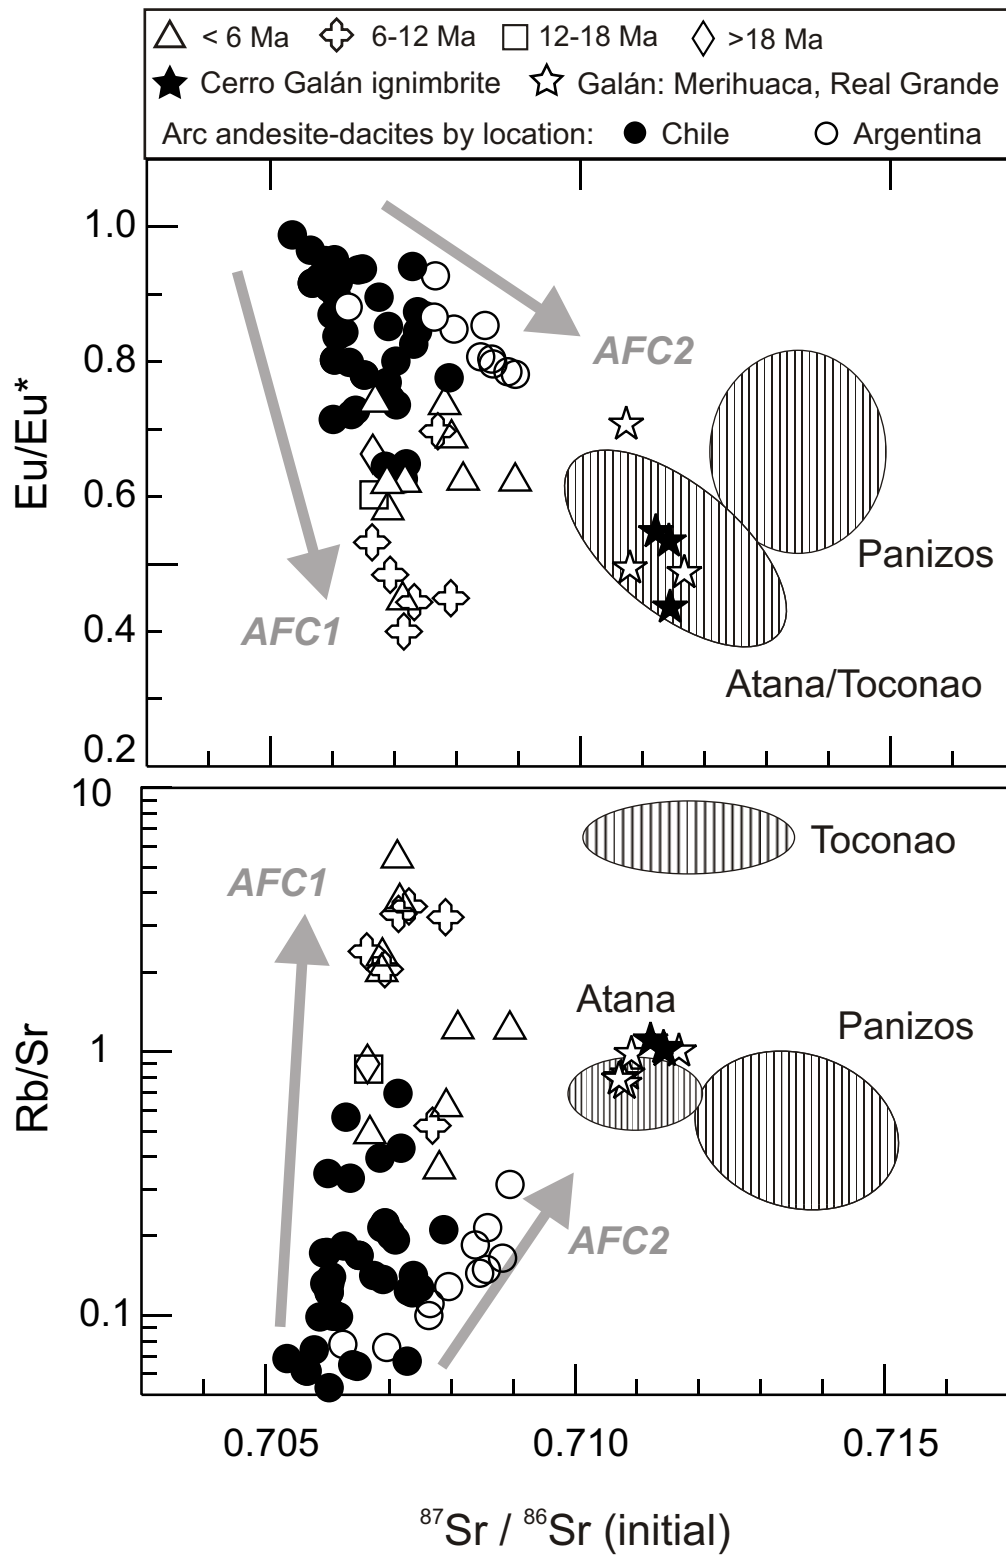 < 6 Ma 6-12 Ma 12-18 Ma >18 Ma
Cerro Galán ignimbrite Galán: Merihuaca, Real Grande
Arc andesite-dacites by location: Chile Argentina
1.0
0.8
0.6
0.4
0.2
Eu/Eu*
AFC2
AFC1
Panizos
Atana/Toconao
10
1
0.1
Rb/Sr
Toconao
AFC1
Atana
Panizos
AFC2
0.705 0.710 0.715
⁸⁷Sr / ⁸⁶Sr (initial)